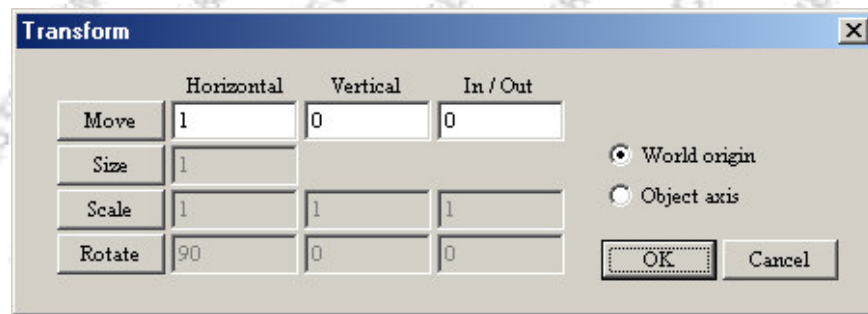 Transform
Horizontal Vertical In / Out
Move 1 0 0
Size 1
Scale 1 1 1
Rotate 90 0 0
World origin
Object axis
OK Cancel